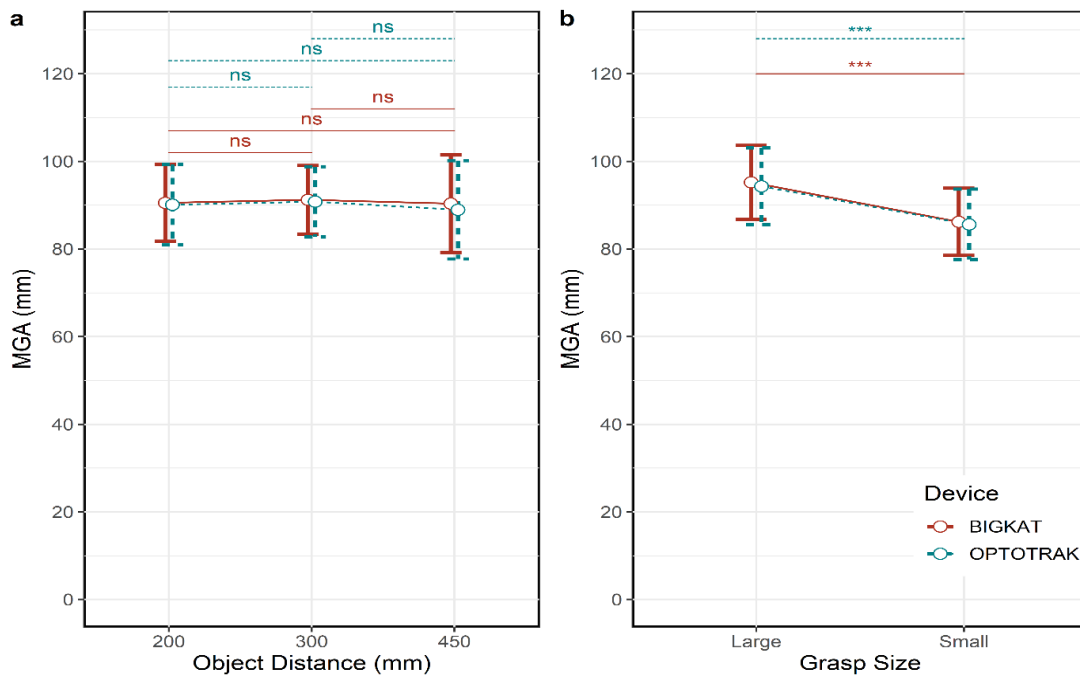 a
ns
ns
ns
ns
ns
ns
MGA (mm)
120
100
80
60
40
20
0
200
300
450
Object Distance (mm)
b
***
***
MGA (mm)
120
100
80
60
40
20
0
Large
Small
Grasp Size
Device
BIGKAT
OPTOTRAK